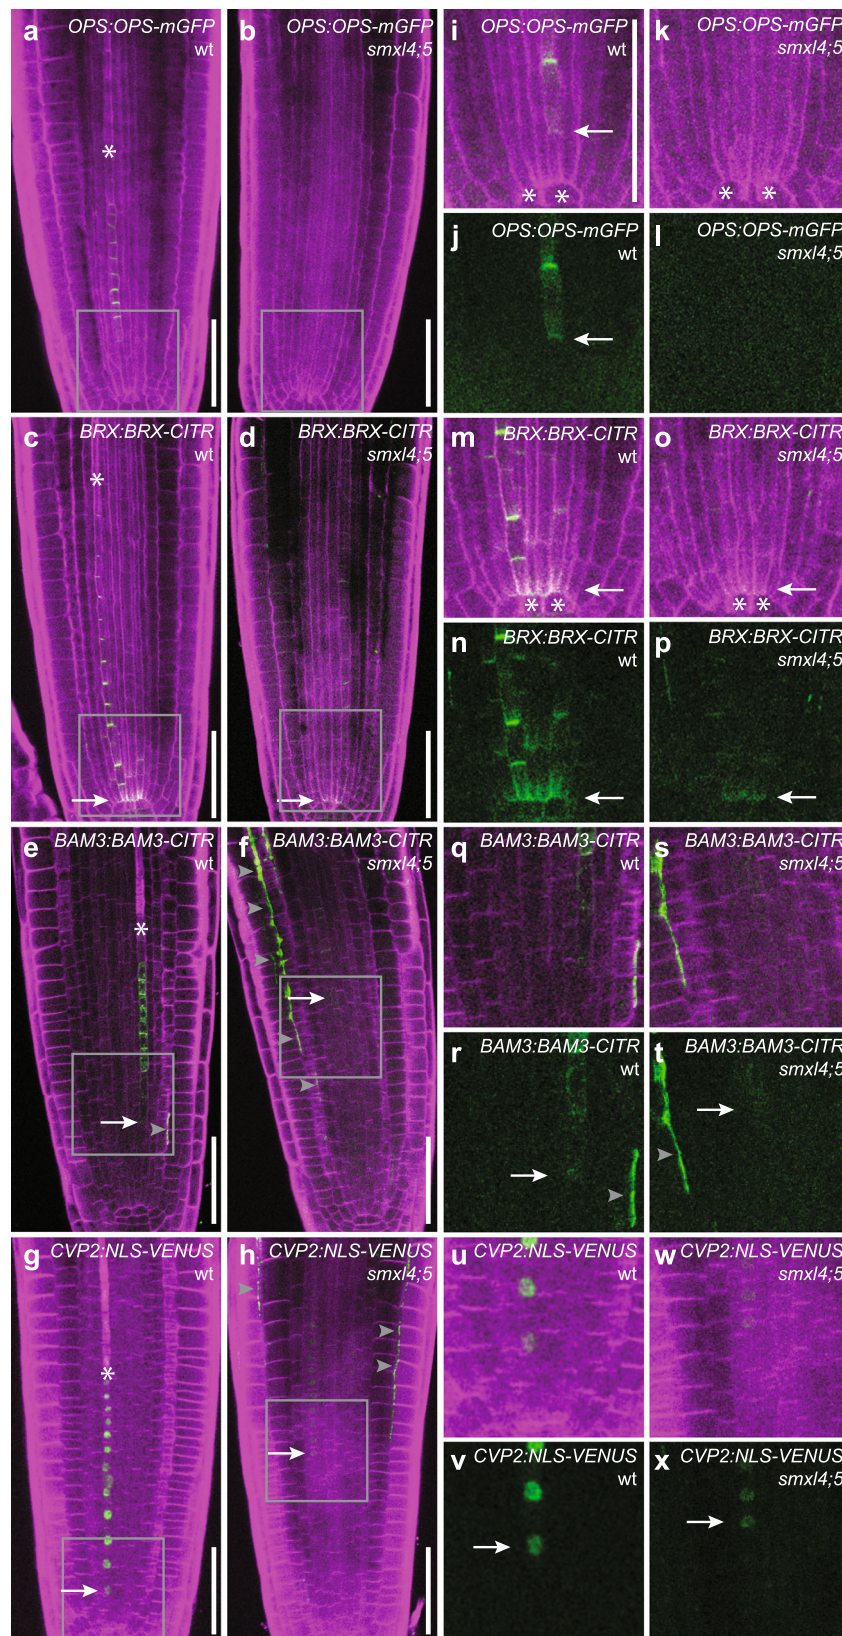 a OPS:OPS-mGFP
wt
*
b OPS:OPS-mGFP
smxl4;5
i OPS:OPS-mGFP
wt
* *
k OPS:OPS-mGFP
smxl4;5
* *
j OPS:OPS-mGFP
wt
l OPS:OPS-mGFP
smxl4;5
c BRX:BRX-CITR
wt
*
d BRX:BRX-CITR
smxl4;5
m BRX:BRX-CITR
wt
* *
o BRX:BRX-CITR
smxl4;5
* *
n BRX:BRX-CITR
wt
p BRX:BRX-CITR
smxl4;5
e BAM3:BAM3-CITR
wt
*
f BAM3:BAM3-CITR
smxl4;5
q BAM3:BAM3-CITR
wt
s BAM3:BAM3-CITR
smxl4;5
r BAM3:BAM3-CITR
wt
t BAM3:BAM3-CITR
smxl4;5
g CVP2:NLS-VENUS
wt
*
h CVP2:NLS-VENUS
smxl4;5
u CVP2:NLS-VENUS
wt
w CVP2:NLS-VENUS
smxl4;5
v CVP2:NLS-VENUS
wt
x CVP2:NLS-VENUS
smxl4;5